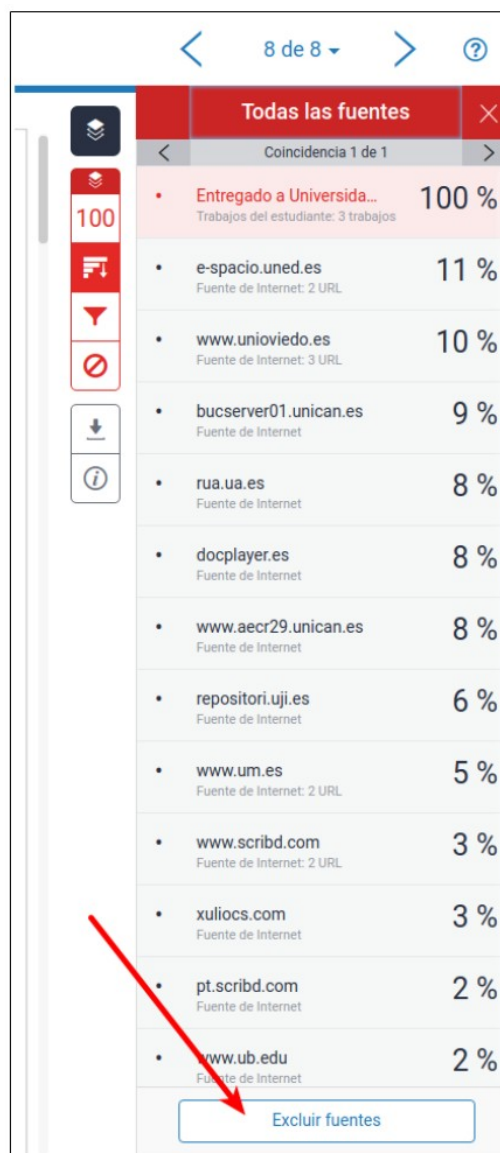 8 de 8
Todas las fuentes
Coincidencia 1 de 1
100
Entregado a Universida... 100 %
Trabajos del estudiante: 3 trabajos
e-spacio.uned.es 11 %
Fuente de Internet: 2 URL
www.unioviedo.es 10 %
Fuente de Internet: 3 URL
bucserver01.unican.es 9 %
Fuente de Internet
rua.ua.es 8 %
Fuente de Internet
docplayer.es 8 %
Fuente de Internet
www.aecr29.unican.es 8 %
Fuente de Internet
repositori.uji.es 6 %
Fuente de Internet
www.um.es 5 %
Fuente de Internet: 2 URL
www.scribd.com 3 %
Fuente de Internet: 2 URL
xuliocs.com 3 %
Fuente de Internet
pt.scribd.com 2 %
Fuente de Internet
www.ub.edu 2 %
Fuente de Internet
Excluir fuentes